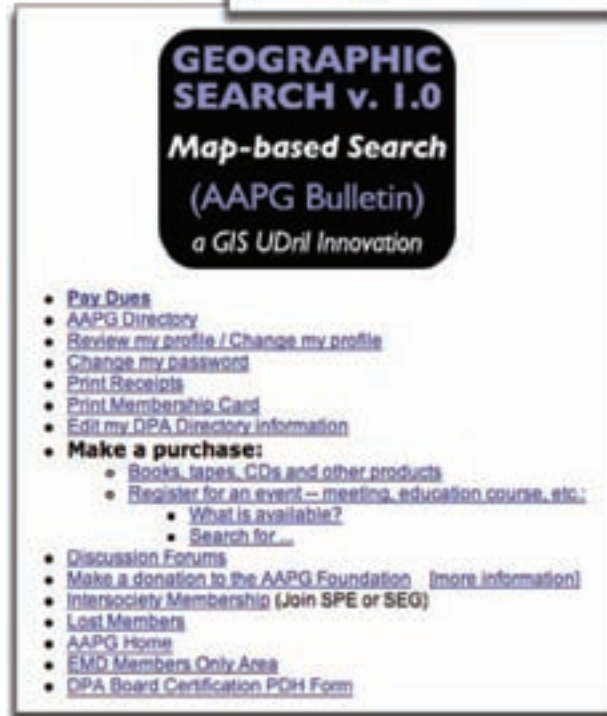 GEOGRAPHIC
SEARCH v. 1.0
Map-based Search
(AAPG Bulletin)
a GIS UDril Innovation
• Pay Dues
• AAPG Directory
• Review my profile / Change my profile
• Change my password
• Print Receipts
• Print Membership Card
• Edit my DPA Directory information
• Make a purchase:
Books, tapes, CDs and other products
Register for an event -- meeting, education course, etc.:
• What is available?
• Search for ...
• Discussion Forums
• Make a donation to the AAPG Foundation [more information]
• Intersociety Membership (Join SPE or SEG)
• Lost Members
• AAPG Home
• EMD Members Only Area
• DPA Board Certification PDH Form